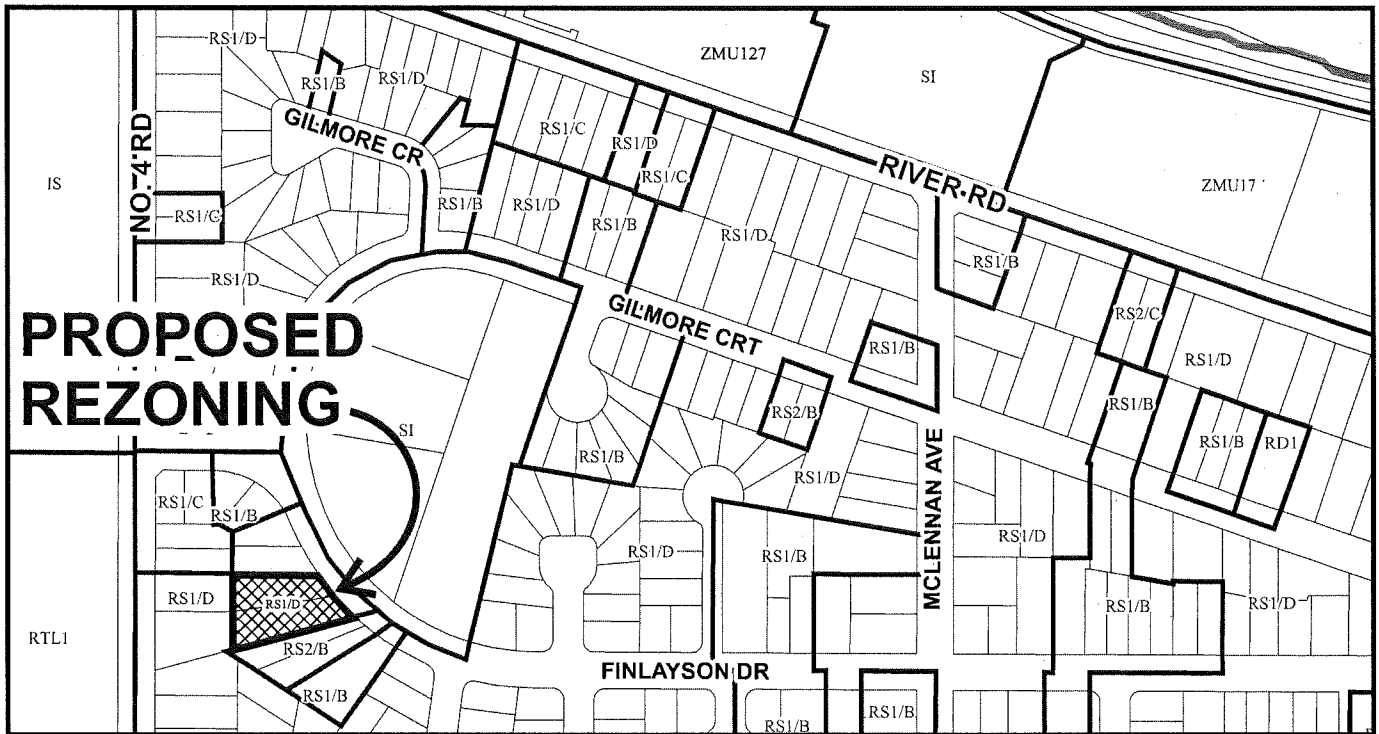 RS1/D
ZMU127
SI
RS1/B
RS1/D
GILMORE CR
RS1/C
RS1/D
RS1/C
RIVER RD
ZMU17
IS
NO. 4 RD
RS1/C
RS1/B
RS1/D
RS1/B
RS1/D
RS1/B
RS1/D
GILMORE CRT
RS2/C
PROPOSED
REZONING
RS1/B
RS1/D
RS1/B
RS2/B
SI
RS1/B
RD1
RS1/B
RS1/D
MCLENNAN AVE
RS1/C
RS1/B
RS1/D
RS1/B
RS1/D
RS1/D
RS1/D
RS1/B
RS1/D
RTL1
RS2/B
FINLAYSON DR
RS1/B
RS1/B
RS1/B